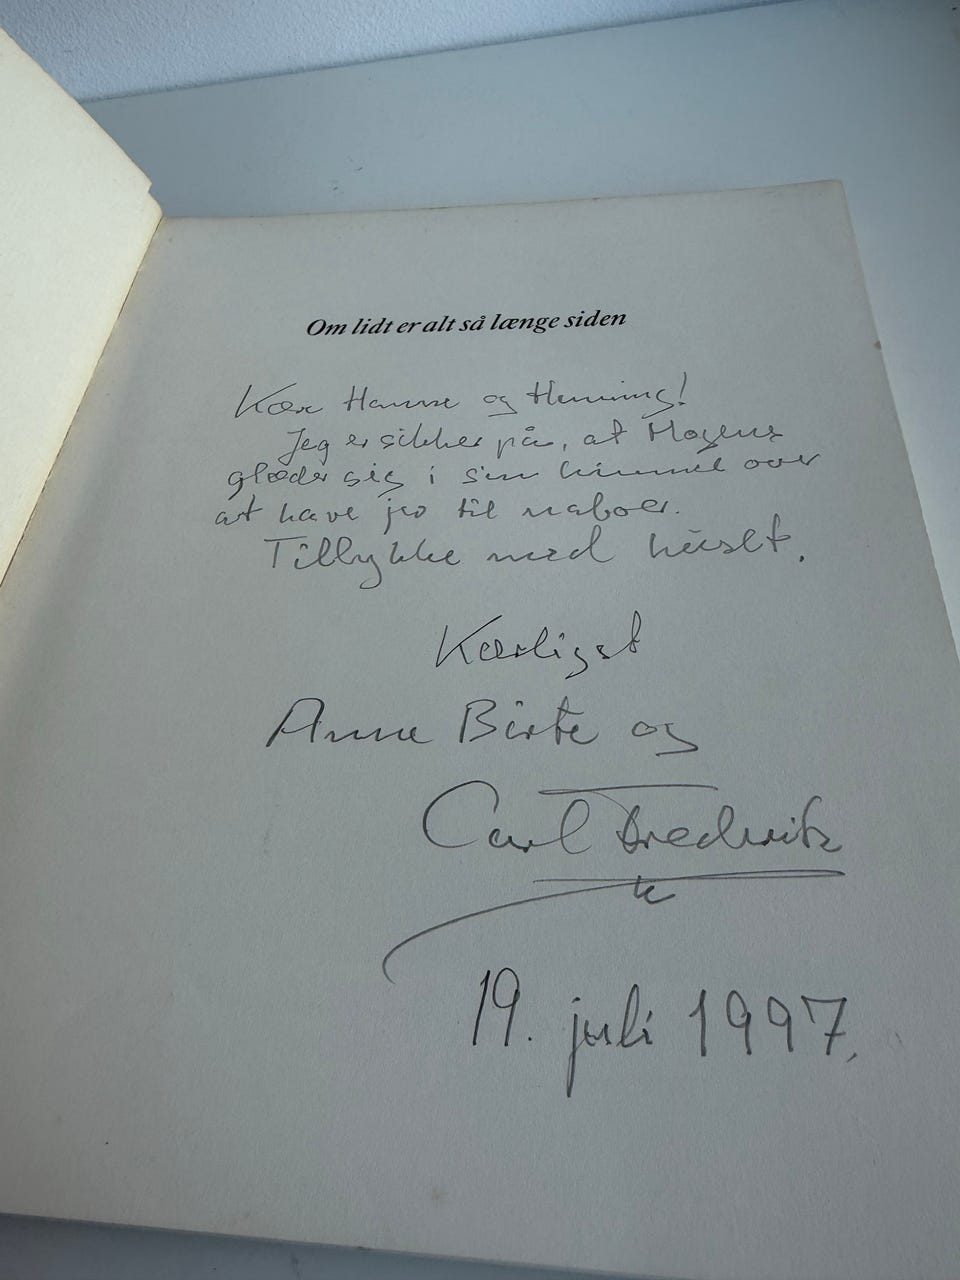 Om lidt er alt så længe siden
Kære Hanne og Henning!
Jeg er sikker på, at Mogens
glæder sig i sin himmel over
at have jer til naboer.
Tillykke med huset.
Kærligst
Anne Birte og
Carl Fredrik
19. juli 1997.